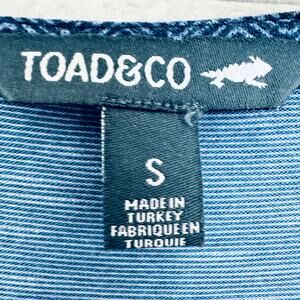 TOAD&CO
S
MADE IN
TURKEY
FABRIQUE EN
TURQUIE